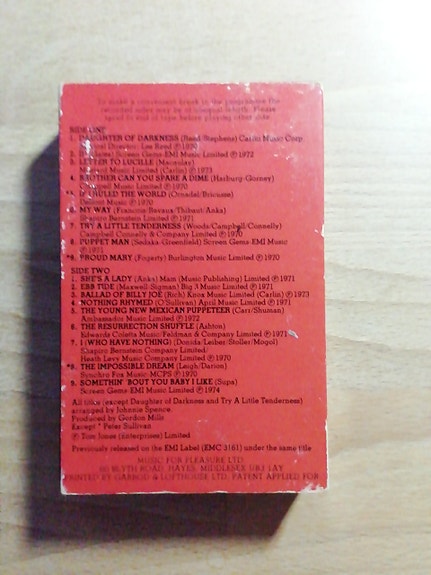 To make a convenient break in the programme the
recorded sides may be of unequal length. Please
speed to end of tape before playing other side
SIDE ONE
1. DAUGHTER OF DARKNESS (Reed/Stephens) Carlin Music Corp.
Musical Director: Les Reed ℗ 1970
Screen Gems-EMI Music Limited ℗ 1972
3. LETTER TO LUCILLE (Macaulay)
Music Limited (Carlin) ℗ 1973
4. BROTHER CAN YOU SPARE A DIME (Harburg-Gorney)
Chappell Music Limited ℗ 1970
IF I RULED THE WORLD (Ornadel/Bricusse)
Delfont Music ℗ 1970
6. MY WAY (Francois/Revaux/Thibaut/Anka)
Shapiro Bernstein Limited ℗ 1971
7. TRY A LITTLE TENDERNESS (Woods/Campbell/Connelly)
Campbell Connelly & Company Limited ℗ 1970
8. PUPPET MAN (Sedaka-Greenfield) Screen Gems-EMI Music
℗ 1971
*9. PROUD MARY (Fogerty) Burlington Music Limited ℗ 1970
SIDE TWO
1. SHE'S A LADY (Anka) Mam (Music Publishing) Limited ℗ 1971
2. EBB TIDE (Maxwell-Sigman) Big 3 Music Limited ℗ 1971
3. BALLAD OF BILLY JOE (Rich) Knox Music Limited (Carlin) ℗ 1973
4. NOTHING RHYMED (O'Sullivan) April Music Limited ℗ 1971
5. THE YOUNG NEW MEXICAN PUPPETEER (Carr/Shuman)
Ambassador Music ℗ 1972
6. THE RESURRECTION SHUFFLE (Ashton)
Edwards Coletta Music/Feldman & Company Limited ℗ 1971
7. I (WHO HAVE NOTHING) (Donida/Leiber/Stoller/Mogol)
Shapiro Bernstein Company Limited/
Heath Levy Music Company Limited ℗ 1970
*8. THE IMPOSSIBLE DREAM (Leigh/Darion)
Synchro Fox Music-MCPS ℗ 1970
9. SOMETHIN' 'BOUT YOU BABY I LIKE (Supa)
Screen Gems-EMI Music Limited ℗ 1974
All titles (except Daughter of Darkness and Try A Little Tenderness)
arranged by Johnnie Spence
Produced by Gordon Mills
Except * Peter Sullivan
℗ Tom Jones (Enterprises) Limited
Previously released on the EMI Label (EMC 3161) under the same title
MUSIC FOR PLEASURE LTD.
80 BLYTH ROAD, HAYES, MIDDLESEX UB3 1AY
PRINTED BY GARROD & LOFTHOUSE LTD. PATENT APPLIED FOR